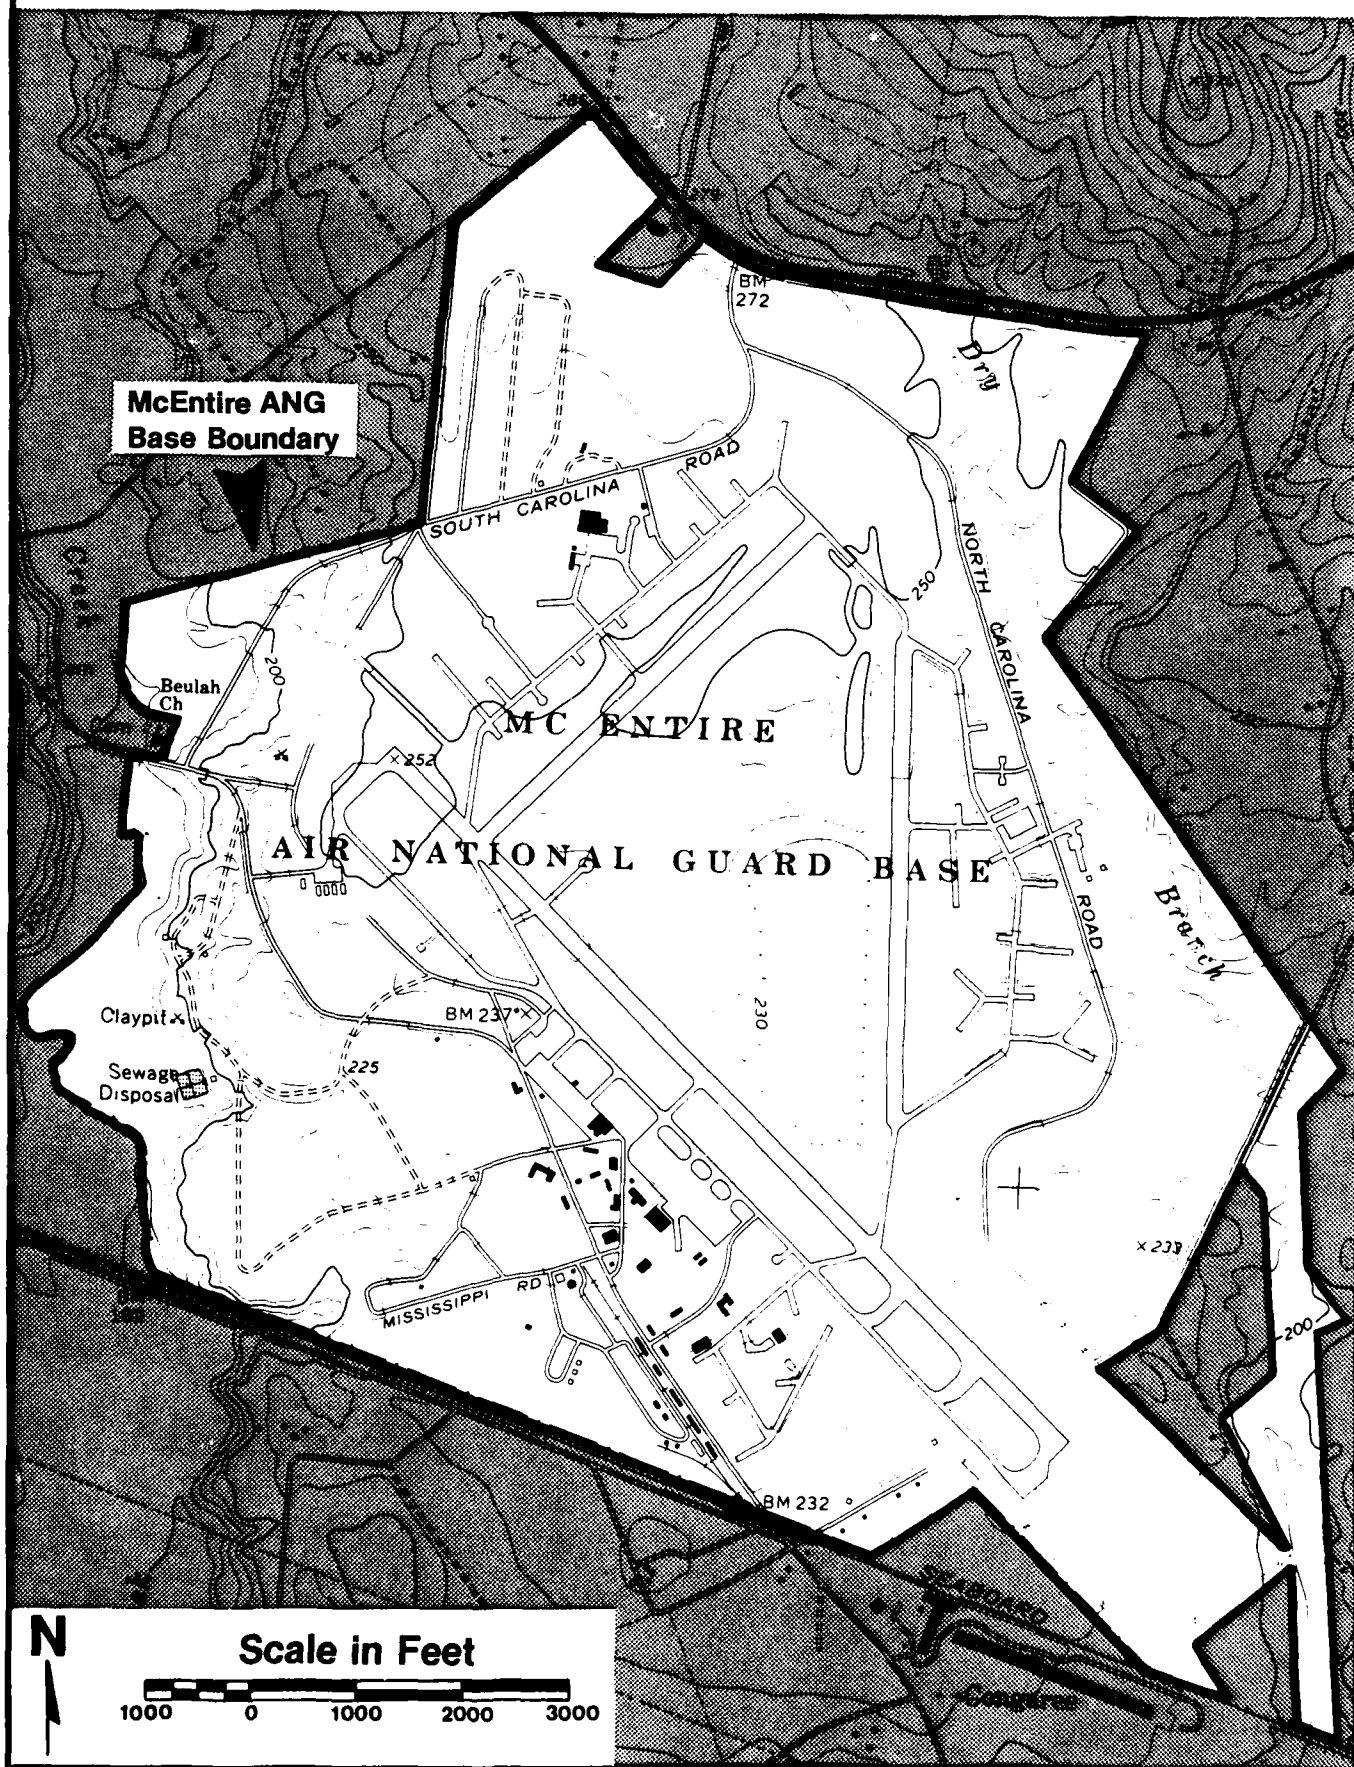 263
BM
272
Dry
McEntire ANG
Base Boundary
SOUTH CAROLINA ROAD
Creek
250
NORTH CAROLINA ROAD
200
Beulah
Ch
MC ENTIRE
252
AIR NATIONAL GUARD BASE
Branch
230
Claypit
BM 237
225
Sewage
Disposal
233
MISSISSIPPI RD
200
BM 232
SEABOARD
Congaree
N
Scale in Feet
1000 0 1000 2000 3000